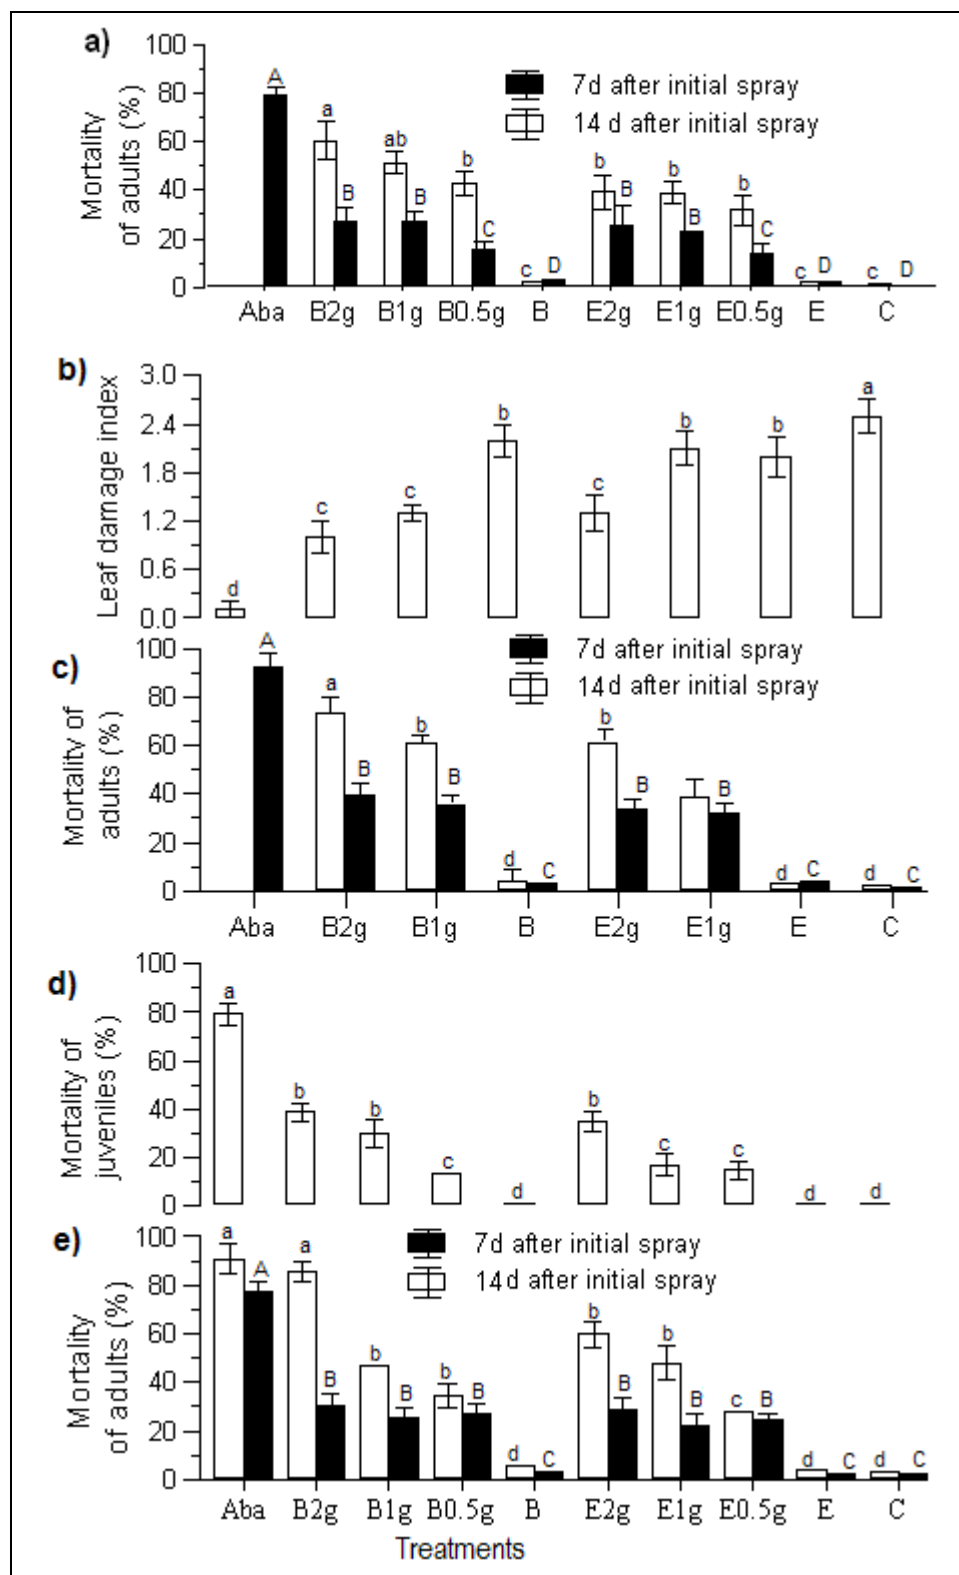 a)
Mortality
of adults (%)
100
80
60
40
20
0
7d after initial spray
14 d after initial spray
A
a
B
ab
B
b
C
c
D
b
B
b
B
b
C
c
D
c
D
Aba B2g B1g B0.5g B E2g E1g E0.5g E C
b)
Leaf damage index
3.0
2.4
1.8
1.2
0.6
0.0
d
c
c
b
c
b
b
a
c)
Mortality of
adults (%)
100
80
60
40
20
0
7d after initial spray
14d after initial spray
A
a
B
b
B
d
C
b
B
B
d
C
d
C
Aba B2g B1g B E2g E1g E C
d)
Mortality of
juveniles (%)
100
80
60
40
20
0
a
b
b
c
d
b
c
c
d
d
e)
Mortality
of adults (%)
100
80
60
40
20
0
7d after initial spray
14d after initial spray
a
A
a
B
b
B
b
B
d
C
b
B
b
B
c
B
d
C
d
C
Aba B2g B1g B0.5g B E2g E1g E0.5g E C
Treatments